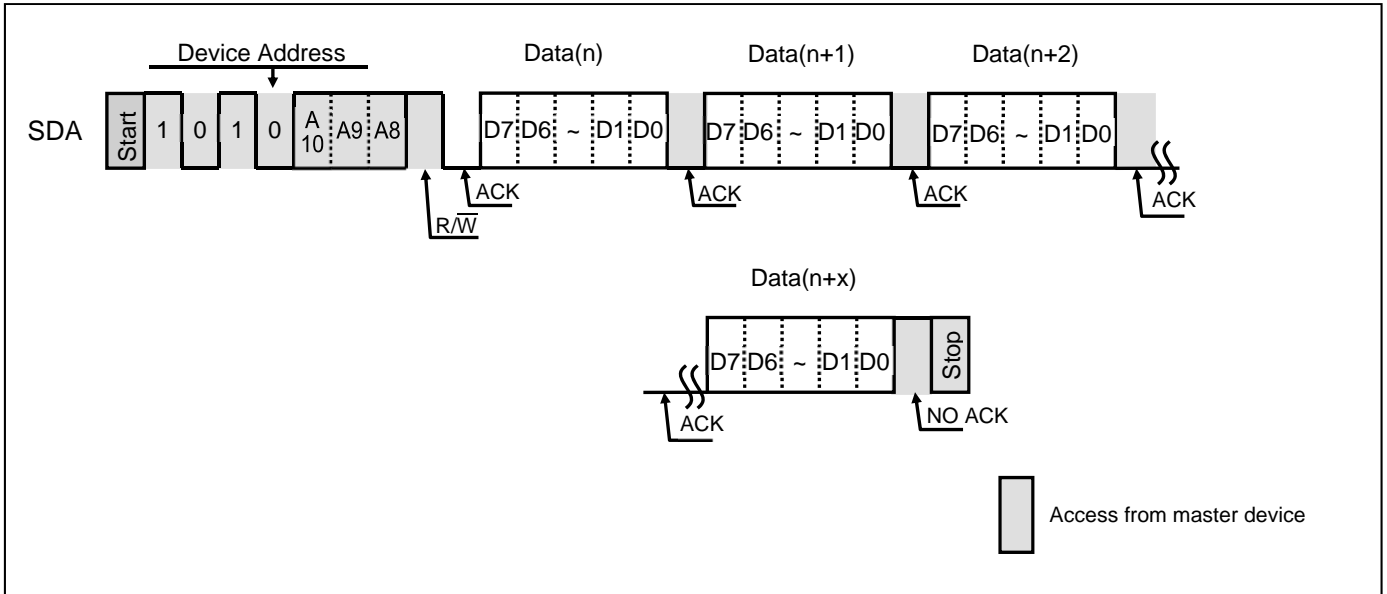 Device Address Data(n) Data(n+1) Data(n+2)
SDA Start 1 0 1 0 A10 A9 A8 D7 D6 ~ D1 D0 D7 D6 ~ D1 D0 D7 D6 ~ D1 D0
ACK ACK ACK ACK
R/W̅
Data(n+x)
D7 D6 ~ D1 D0 Stop
ACK NO ACK
Access from master device